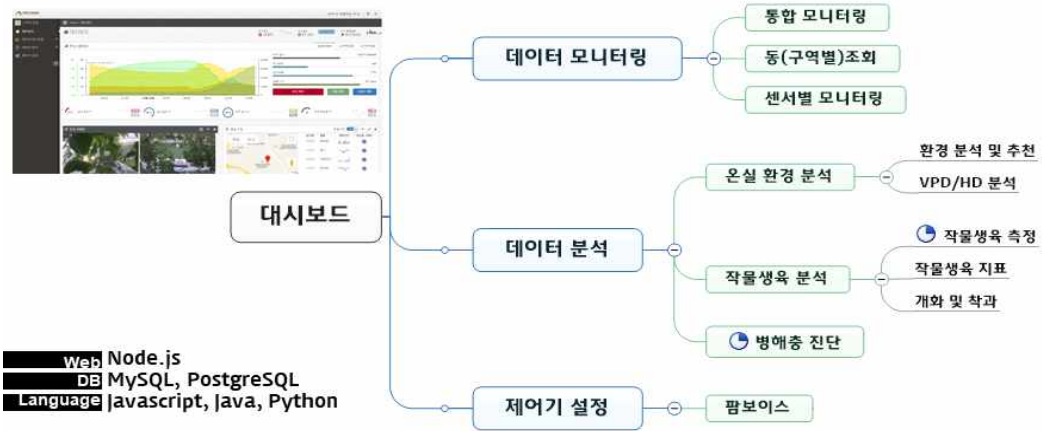 대시보드
데이터 모니터링
통합 모니터링
동(구역별)조회
센서별 모니터링
데이터 분석
온실 환경 분석
환경 분석 및 추천
VPD/HD 분석
작물생육 분석
작물생육 측정
작물생육 지표
개화 및 착과
병해충 진단
제어기 설정
팜보이스
Web Node.js
DB MySQL, PostgreSQL
Language Javascript, Java, Python